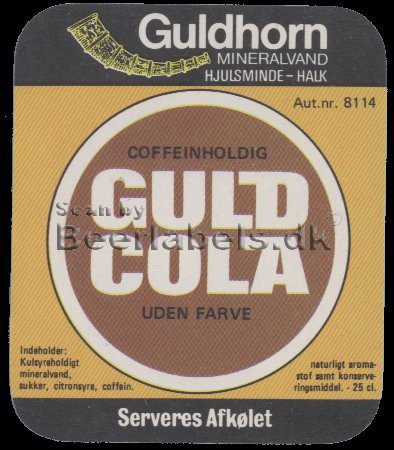 Guldhorn
MINERALVAND
HJULSMINDE - HALK
Aut.nr. 8114
COFFEINHOLDIG
GULD
COLA
Scan by
Beerlabels.dk
UDEN FARVE
Indeholder:
Kulsyreholdigt
mineralvand,
sukker, citronsyre, coffein.
naturligt aroma-
stof samt konserve-
ringsmiddel. - 25 cl.
Serveres Afkølet